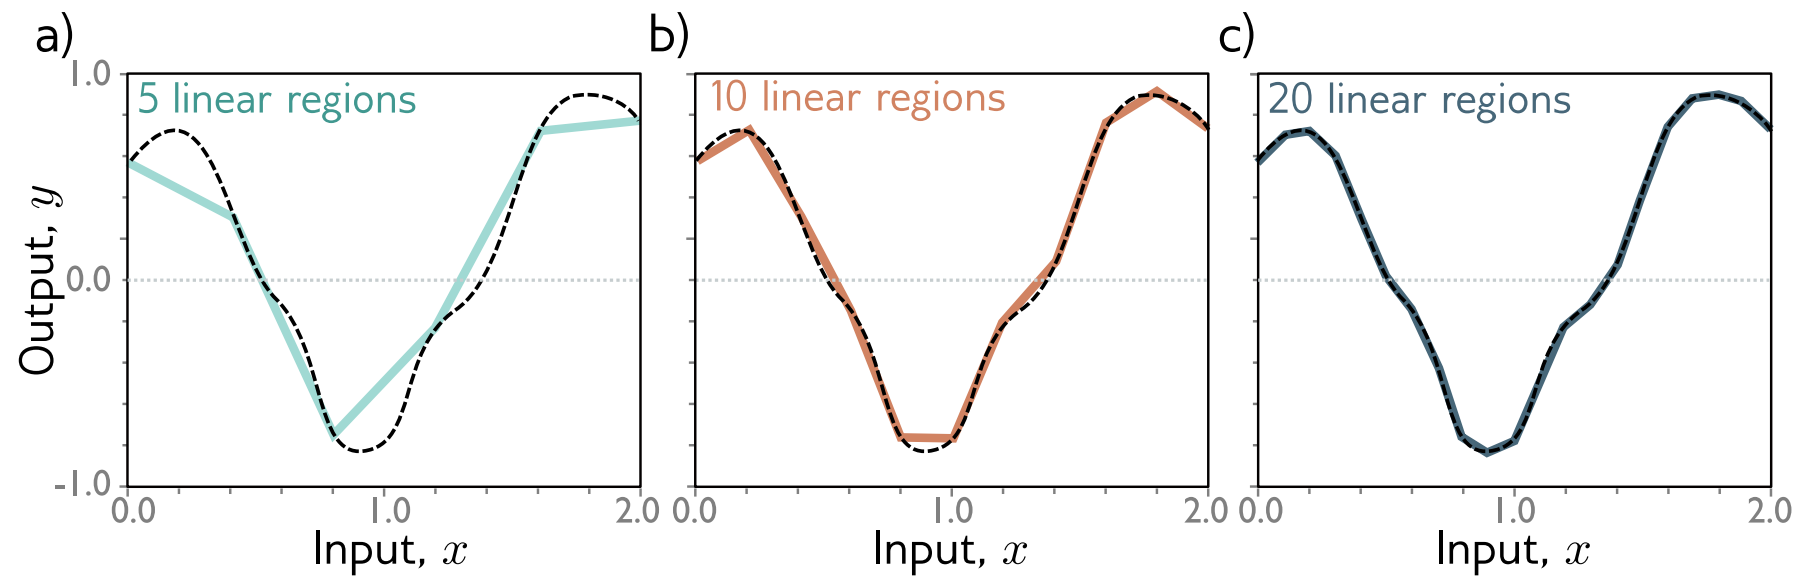 a)
b)
c)
5 linear regions
10 linear regions
20 linear regions
1.0
0.0
-1.0
Output, y
0.0 1.0 2.0
0.0 1.0 2.0
0.0 1.0 2.0
Input, x
Input, x
Input, x